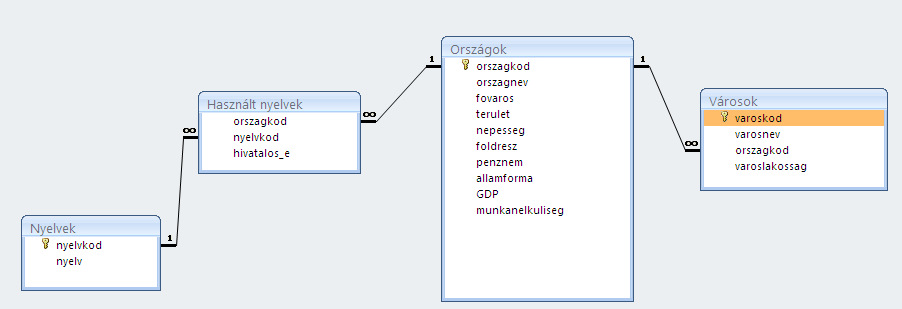 Nyelvek
nyelvkod
nyelv
1
∞
Használt nyelvek
orszagkod
nyelvkod
hivatalos_e
∞
1
Országok
orszagkod
orszagnev
fovaros
terulet
nepesseg
foldresz
penznem
allamforma
GDP
munkanelkuliseg
1
∞
Városok
varoskod
varosnev
orszagkod
varoslakossag